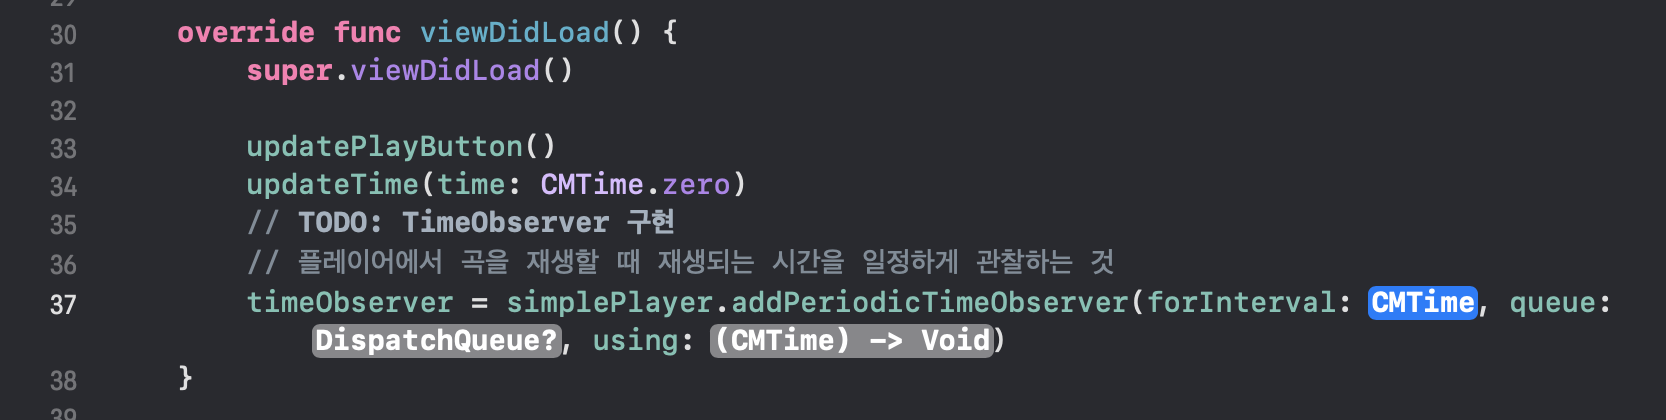 29
30 override func viewDidLoad() {
31 super.viewDidLoad()
32
33 updatePlayButton()
34 updateTime(time: CMTime.zero)
35 // TODO: TimeObserver 구현
36 // 플레이어에서 곡을 재생할 때 재생되는 시간을 일정하게 관찰하는 것
37 timeObserver = simplePlayer.addPeriodicTimeObserver(forInterval: CMTime, queue:
DispatchQueue?, using: (CMTime) -> Void)
38 }
39